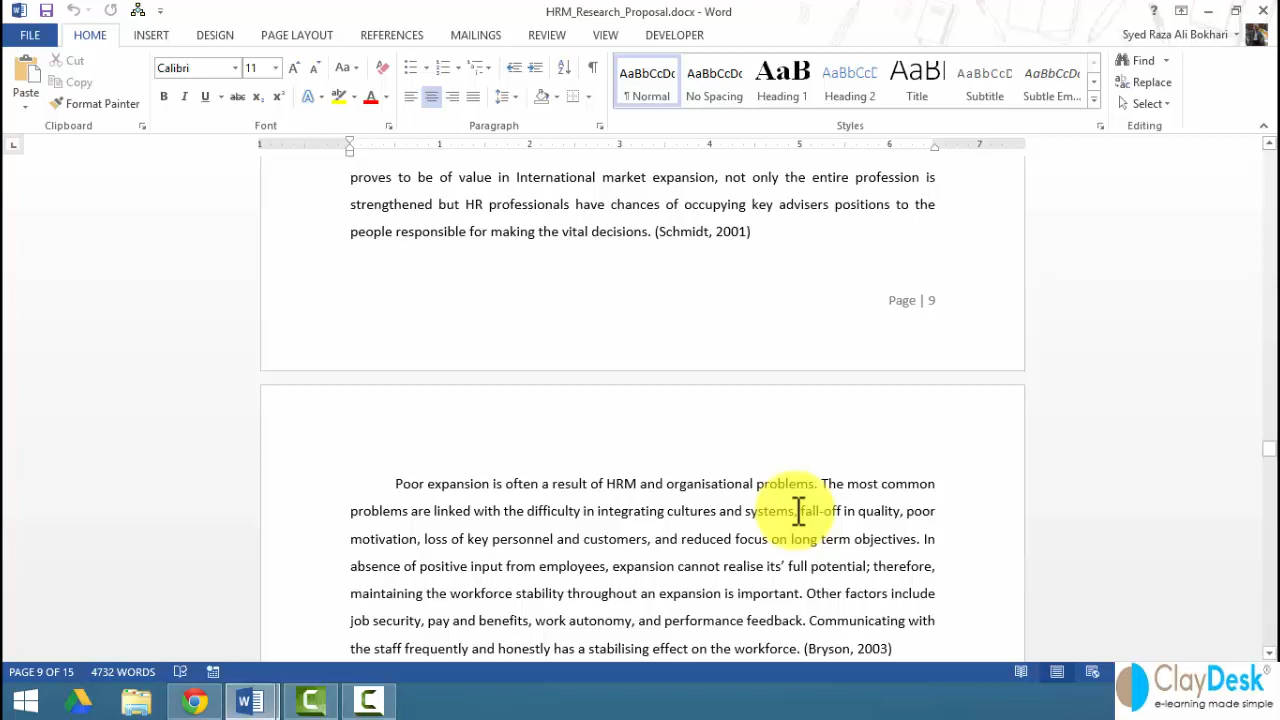 HRM_Research_Proposal.docx - Word
FILE HOME INSERT DESIGN PAGE LAYOUT REFERENCES MAILINGS REVIEW VIEW DEVELOPER Syed Raza Ali Bokhari
Paste
Cut
Copy
Format Painter
Clipboard
Calibri 11
Font
Paragraph
AaBbCcDc AaBbCcDc AaB AaBbCcC AaB AaBbCcD AaBbCcDc
¶ Normal No Spacing Heading 1 Heading 2 Title Subtitle Subtle Em...
Styles
Find
Replace
Select
Editing
1 1 2 3 4 5 6 7
proves to be of value in International market expansion, not only the entire profession is
strengthened but HR professionals have chances of occupying key advisers positions to the
people responsible for making the vital decisions. (Schmidt, 2001)
Page | 9
Poor expansion is often a result of HRM and organisational problems. The most common
problems are linked with the difficulty in integrating cultures and systems, fall-off in quality, poor
motivation, loss of key personnel and customers, and reduced focus on long term objectives. In
absence of positive input from employees, expansion cannot realise its’ full potential; therefore,
maintaining the workforce stability throughout an expansion is important. Other factors include
job security, pay and benefits, work autonomy, and performance feedback. Communicating with
the staff frequently and honestly has a stabilising effect on the workforce. (Bryson, 2003)
PAGE 9 OF 15 4732 WORDS
ClayDesk®
e-learning made simple